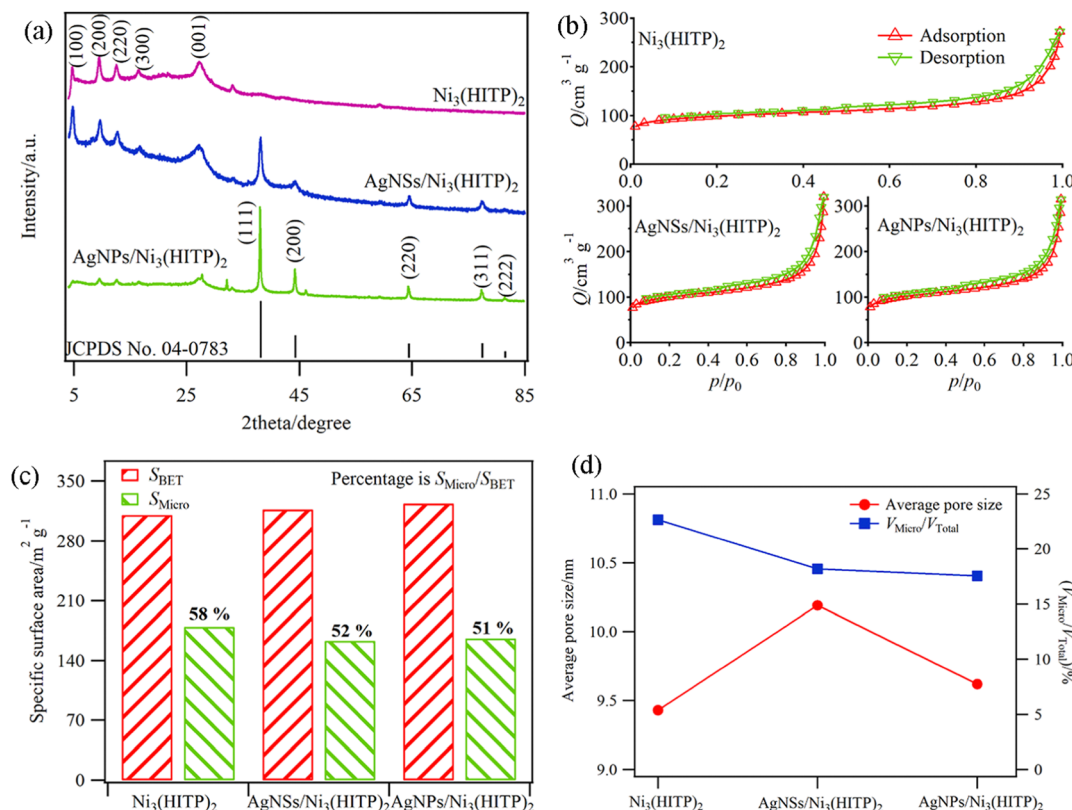 (a)
(100)
(200)
(220)
(300)
(001)
Ni3(HITP)2
AgNSs/Ni3(HITP)2
AgNPs/Ni3(HITP)2
(111)
(200)
(220)
(311)
(222)
JCPDS No. 04-0783
Intensity/a.u.
5 25 45 65 85
2theta/degree
(b)
Ni3(HITP)2
Adsorption
Desorption
Q/cm3 g-1
300
200
100
0
0.0 0.2 0.4 0.6 0.8 1.0
AgNSs/Ni3(HITP)2
Q/cm3 g-1
300
200
100
0
0.0 0.2 0.4 0.6 0.8 1.0
p/p0
AgNPs/Ni3(HITP)2
300
200
100
0
0.0 0.2 0.4 0.6 0.8 1.0
p/p0
(c)
SBET
SMicro
Percentage is SMicro/SBET
Specific surface area/m2 g-1
350
280
210
140
70
0
58 %
52 %
51 %
Ni3(HITP)2 AgNSs/Ni3(HITP)2 AgNPs/Ni3(HITP)2
(d)
Average pore size
VMicro/VTotal
Average pore size/nm
11.0
10.5
10.0
9.5
9.0
25
20
15
10
5
0
(VMicro/VTotal)/%
Ni3(HITP)2 AgNSs/Ni3(HITP)2 AgNPs/Ni3(HITP)2